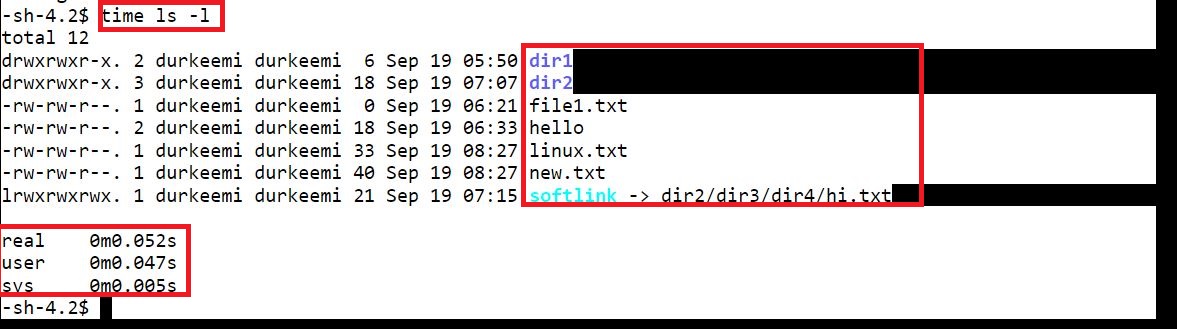 -sh-4.2$ time ls -l
total 12
drwxrwxr-x. 2 durkeemi durkeemi  6 Sep 19 05:50 dir1
drwxrwxr-x. 3 durkeemi durkeemi 18 Sep 19 07:07 dir2
-rw-rw-r--. 1 durkeemi durkeemi  0 Sep 19 06:21 file1.txt
-rw-rw-r--. 2 durkeemi durkeemi 18 Sep 19 06:33 hello
-rw-rw-r--. 1 durkeemi durkeemi 33 Sep 19 08:27 linux.txt
-rw-rw-r--. 1 durkeemi durkeemi 40 Sep 19 08:27 new.txt
lrwxrwxrwx. 1 durkeemi durkeemi 21 Sep 19 07:15 softlink -> dir2/dir3/dir4/hi.txt
real    0m0.052s
user    0m0.047s
sys     0m0.005s
-sh-4.2$